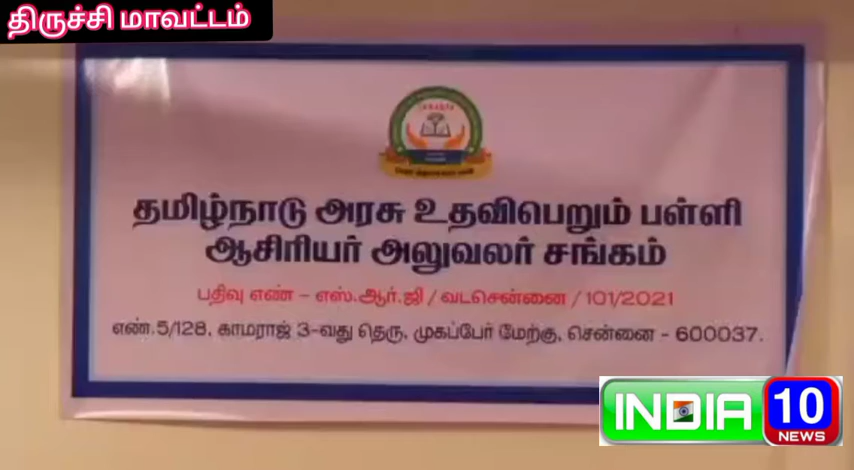 திருச்சி மாவட்டம்
தமிழ்நாடு அரசு உதவிபெறும் பள்ளி
ஆசிரியர் அலுவலர் சங்கம்
பதிவு எண் - எஸ்.ஆர்.ஜி / வடசென்னை / 101/2021
எண்.5/128, காமராஜ் 3-வது தெரு, முகப்பேர் மேற்கு, சென்னை - 600037.
INDIA 10
NEWS